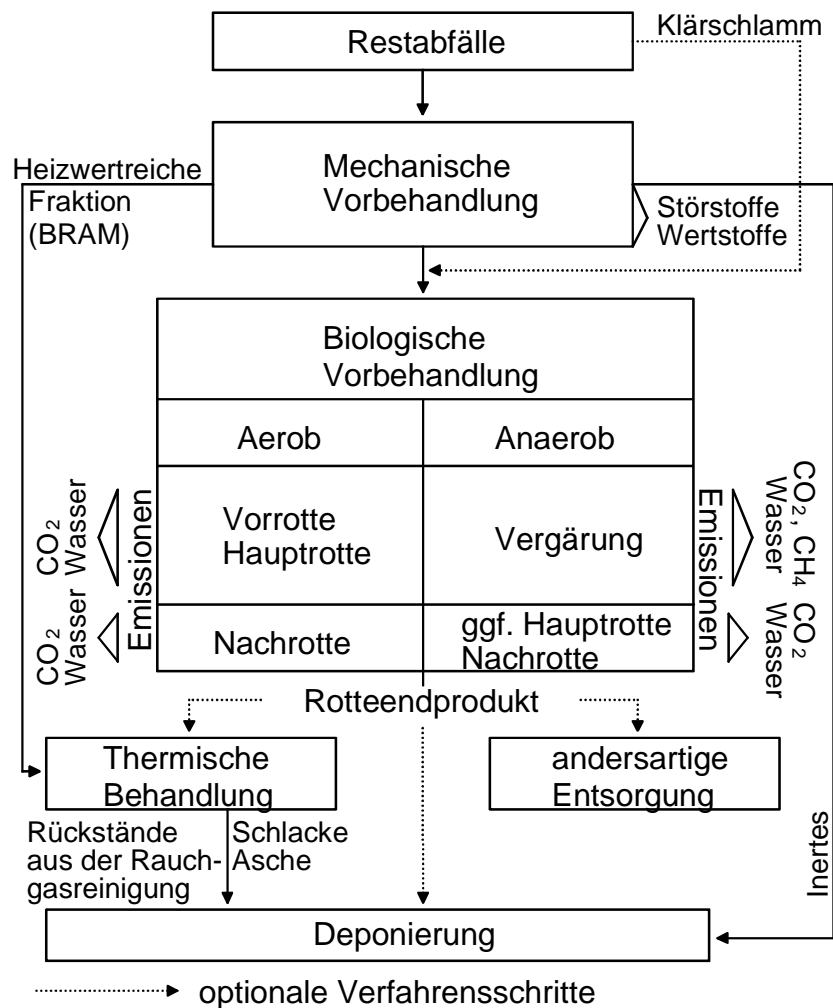 Restabfälle
Klärschlamm
Mechanische
Vorbehandlung
Heizwertreiche
Fraktion
(BRAM)
Störstoffe
Wertstoffe
Biologische
Vorbehandlung
Aerob
Anaerob
CO2
Wasser
Emissionen
Vorrotte
Hauptrotte
Vergärung
Emissionen
CO2, CH4
Wasser
CO2
Wasser
Nachrotte
ggf. Hauptrotte
Nachrotte
CO2
Wasser
Rotteendprodukt
Thermische
Behandlung
andersartige
Entsorgung
Rückstände
aus der Rauch-
gasreinigung
Schlacke
Asche
Inertes
Deponierung
optionale Verfahrensschritte